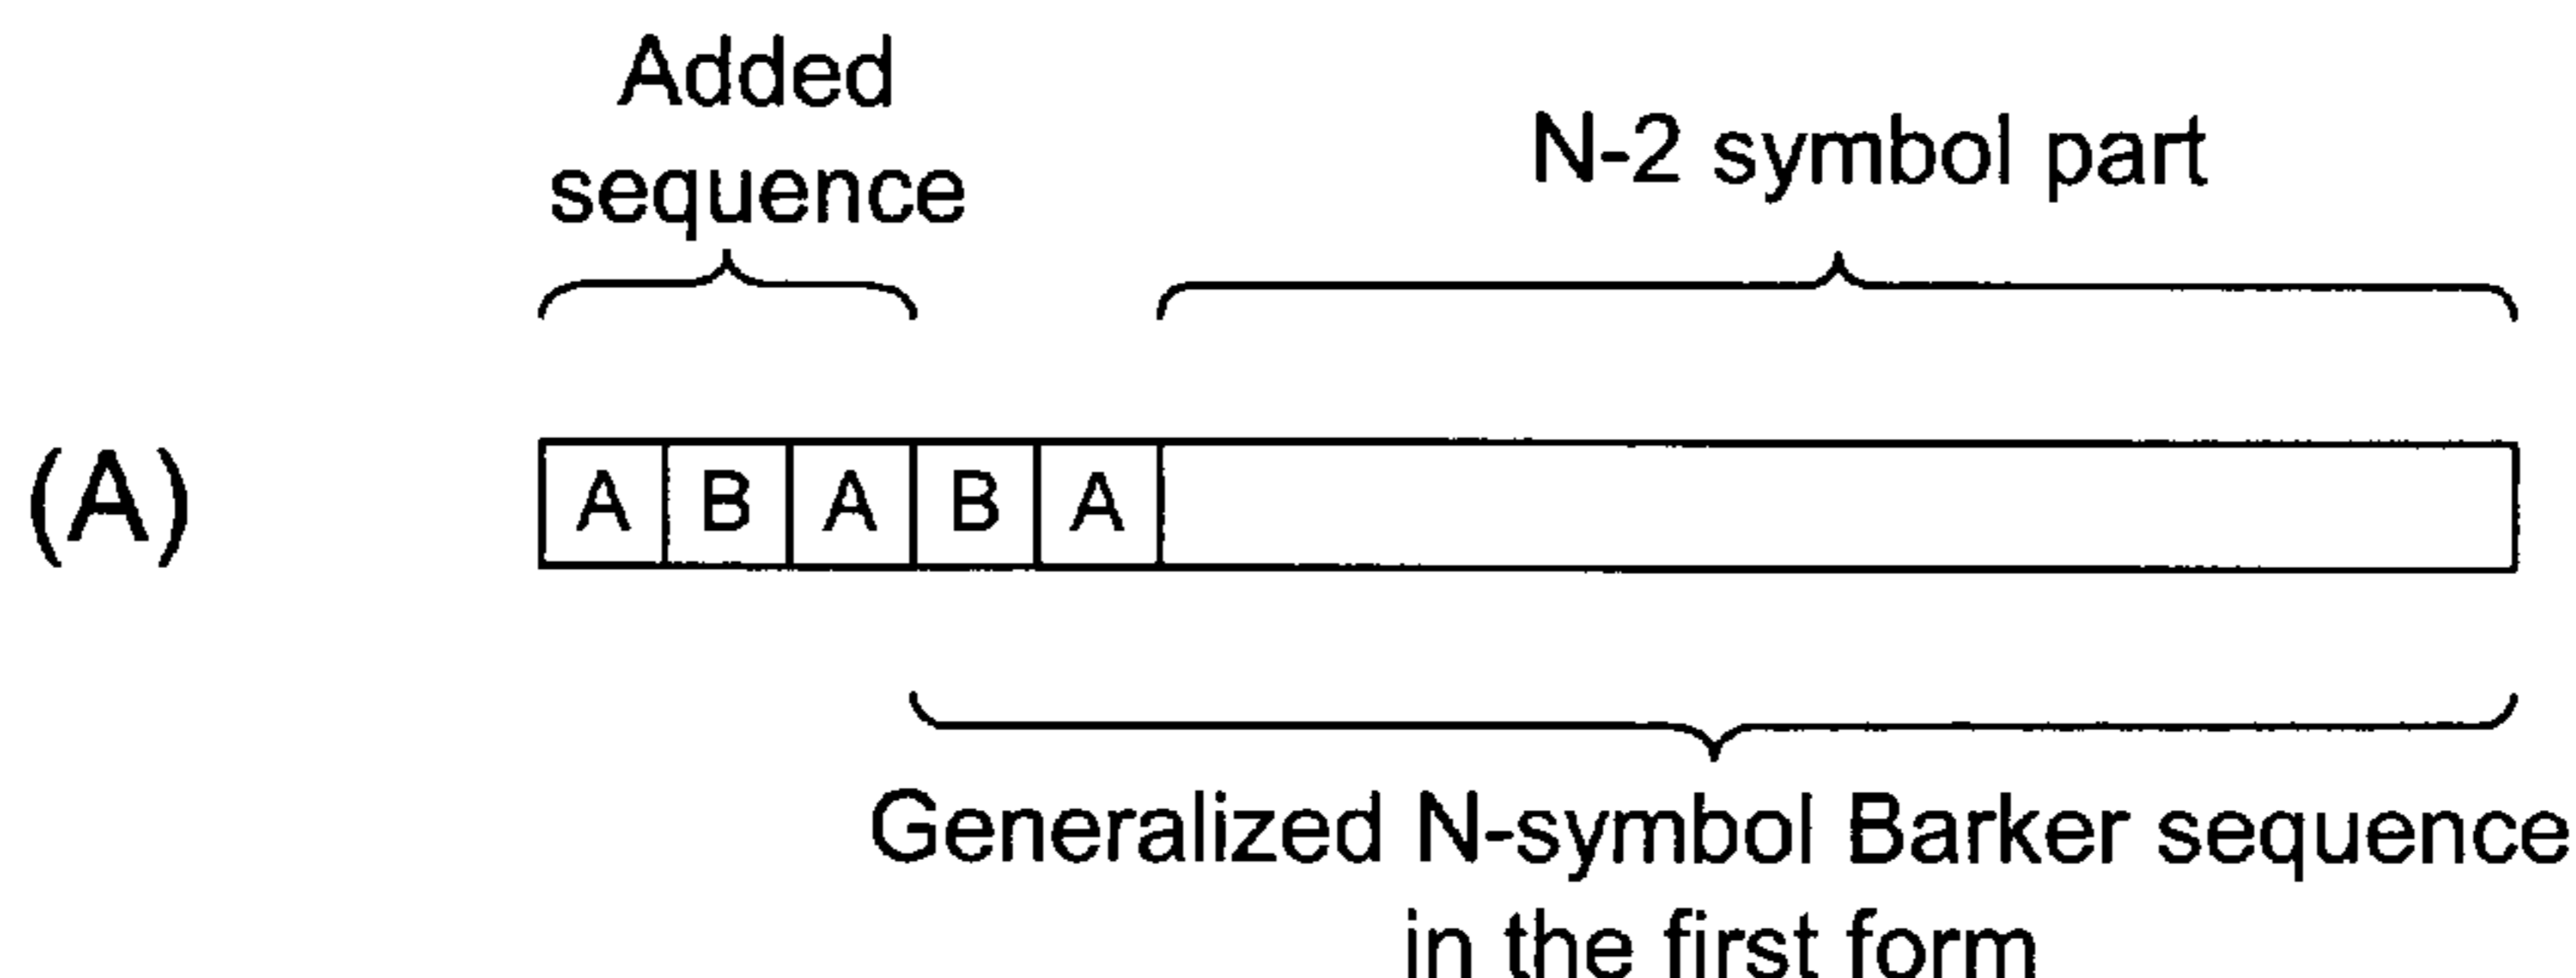 Added
sequence
N-2 symbol part
(A)
A B A B A
Generalized N-symbol Barker sequence
in the first form